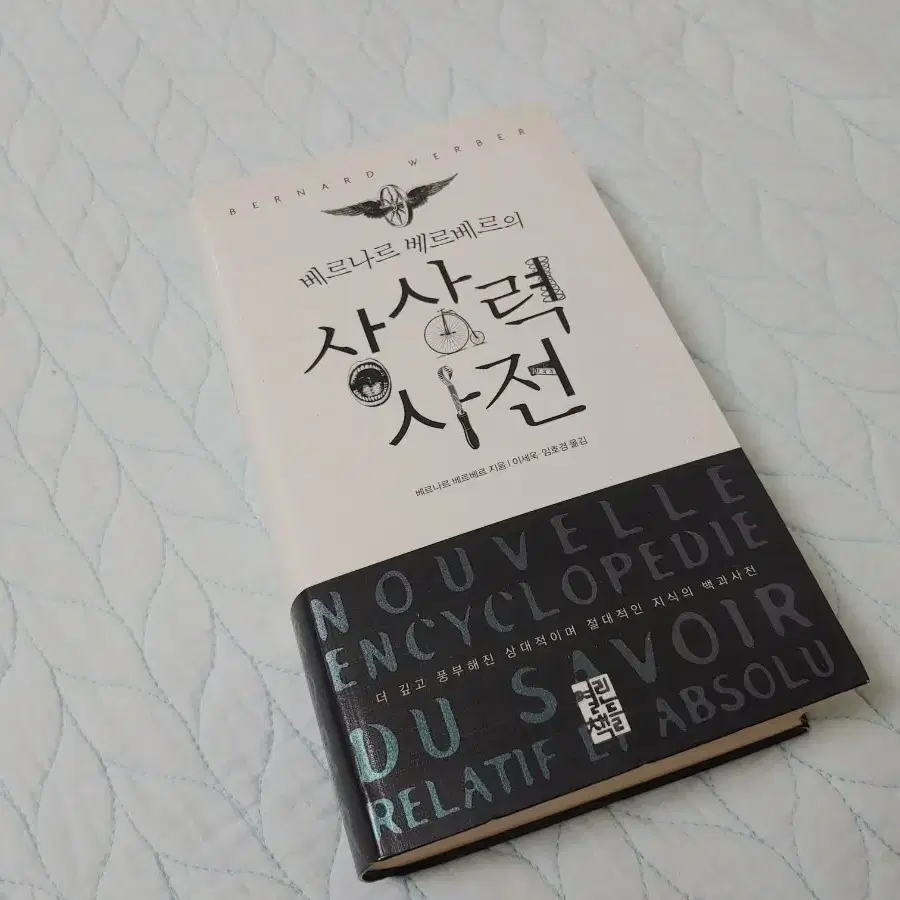 BERNARD WERBER
베르나르 베르베르의
상상력
사전
베르나르 베르베르 지음 | 이세욱·임호경 옮김
NOUVELLE
ENCYCLOPEDIE
더 깊고 풍부해진 상대적이며 절대적인 지식의 백과사전
DU SAVOIR
RELATIF ET ABSOLU
열린
책들